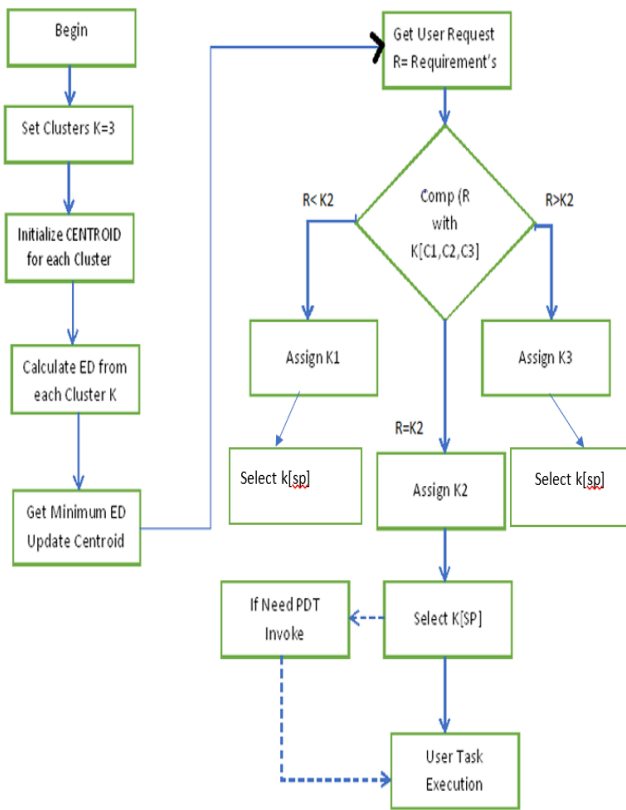 Begin
Set Clusters K=3
Initialize CENTROID
for each Cluster
Calculate ED from
each Cluster K
Get Minimum ED
Update Centroid
Get User Request
R= Requirement's
Comp (R
with
K[C1,C2,C3]
R< K2
R>K2
Assign K1
Assign K3
R=K2
Select k[sp]
Assign K2
Select k[sp]
If Need PDT
Invoke
Select K[SP]
User Task
Execution